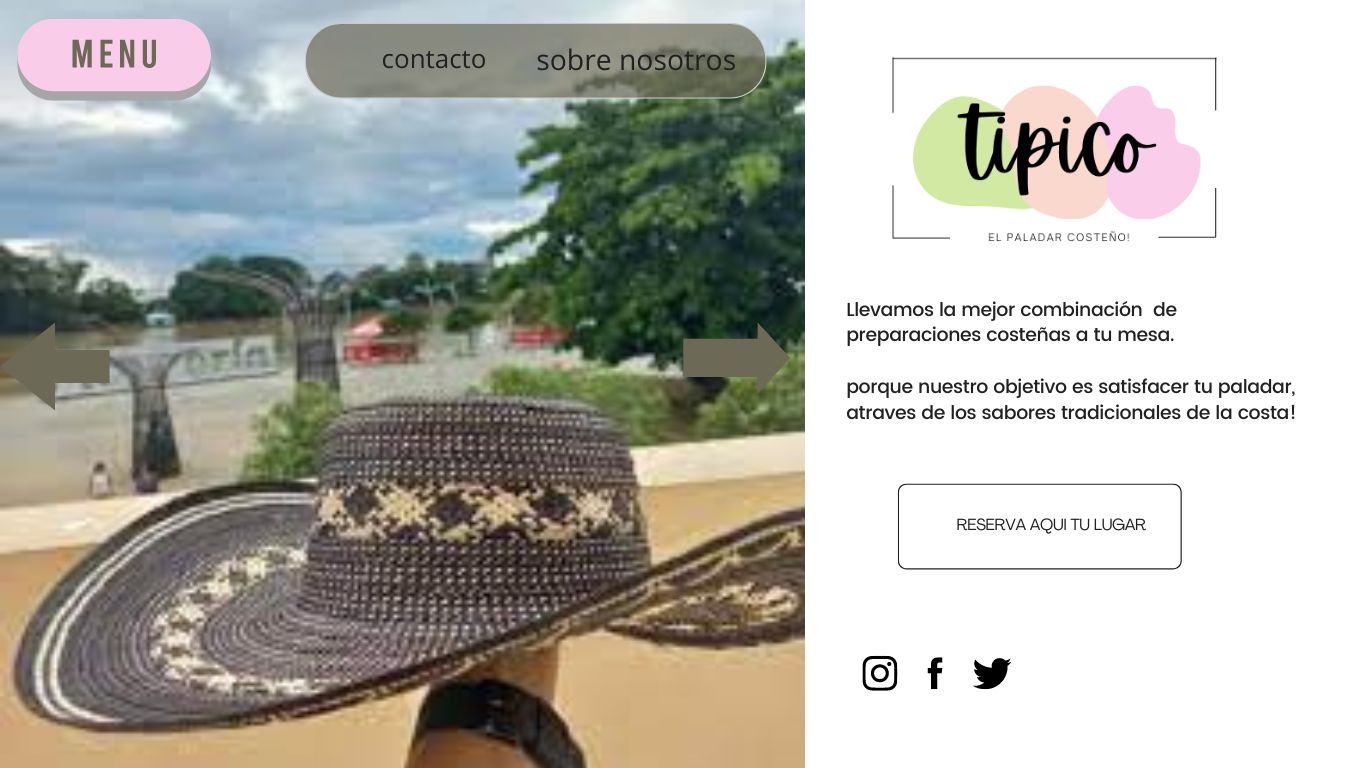 MENU
contacto
sobre nosotros
tipico
EL PALADAR COSTEÑO!
Llevamos la mejor combinación de
preparaciones costeñas a tu mesa.
porque nuestro objetivo es satisfacer tu paladar,
atraves de los sabores tradicionales de la costa!
RESERVA AQUI TU LUGAR